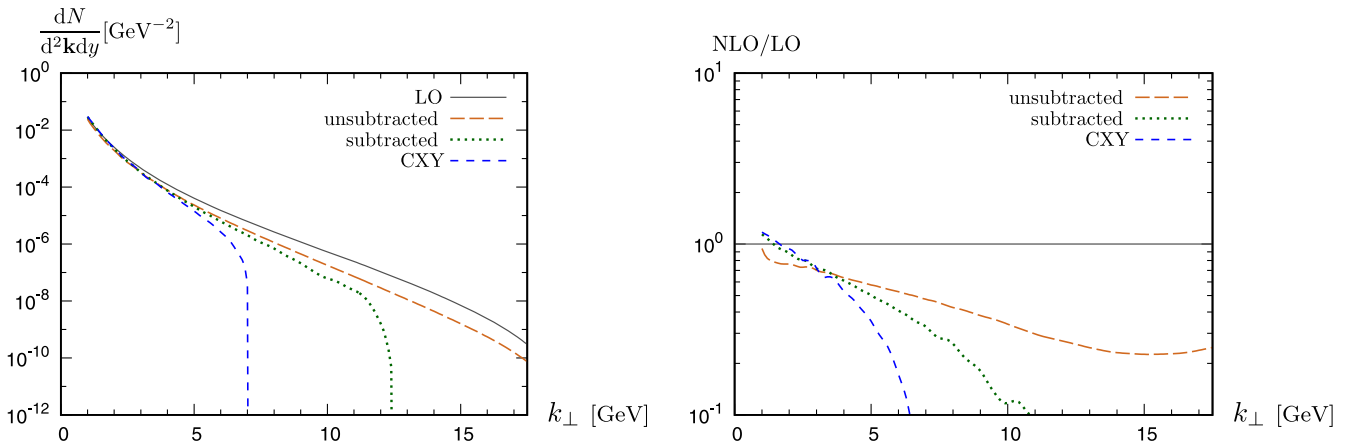 dN
d²kdy [GeV⁻²]
10⁰
10⁻²
10⁻⁴
10⁻⁶
10⁻⁸
10⁻¹⁰
10⁻¹²
LO
unsubtracted
subtracted
CXY
0 5 10 15
k⊥ [GeV]
NLO/LO
10¹
10⁰
10⁻¹
unsubtracted
subtracted
CXY
0 5 10 15
k⊥ [GeV]